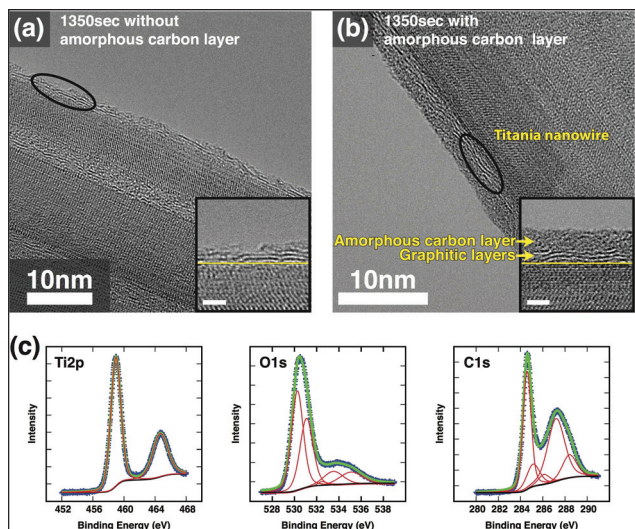 (a) 1350sec without
amorphous carbon layer
10nm
(b) 1350sec with
amorphous carbon layer
Titania nanowire
Amorphous carbon layer
Graphitic layers
10nm
(c)
Ti2p
Intensity
452 456 460 464 468
Binding Energy (eV)
O1s
Intensity
528 530 532 534 536 538
Binding Energy (eV)
C1s
Intensity
280 282 284 286 288 290
Binding Energy (eV)